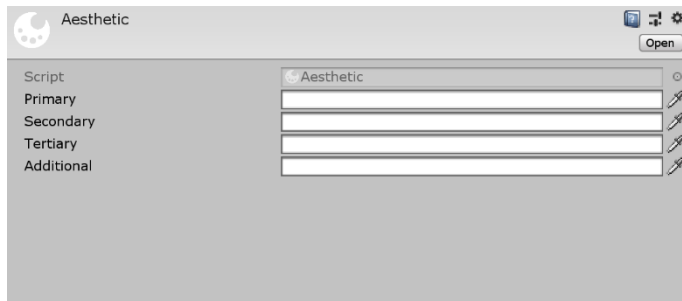 Aesthetic
Open
Script
Aesthetic
Primary
Secondary
Tertiary
Additional